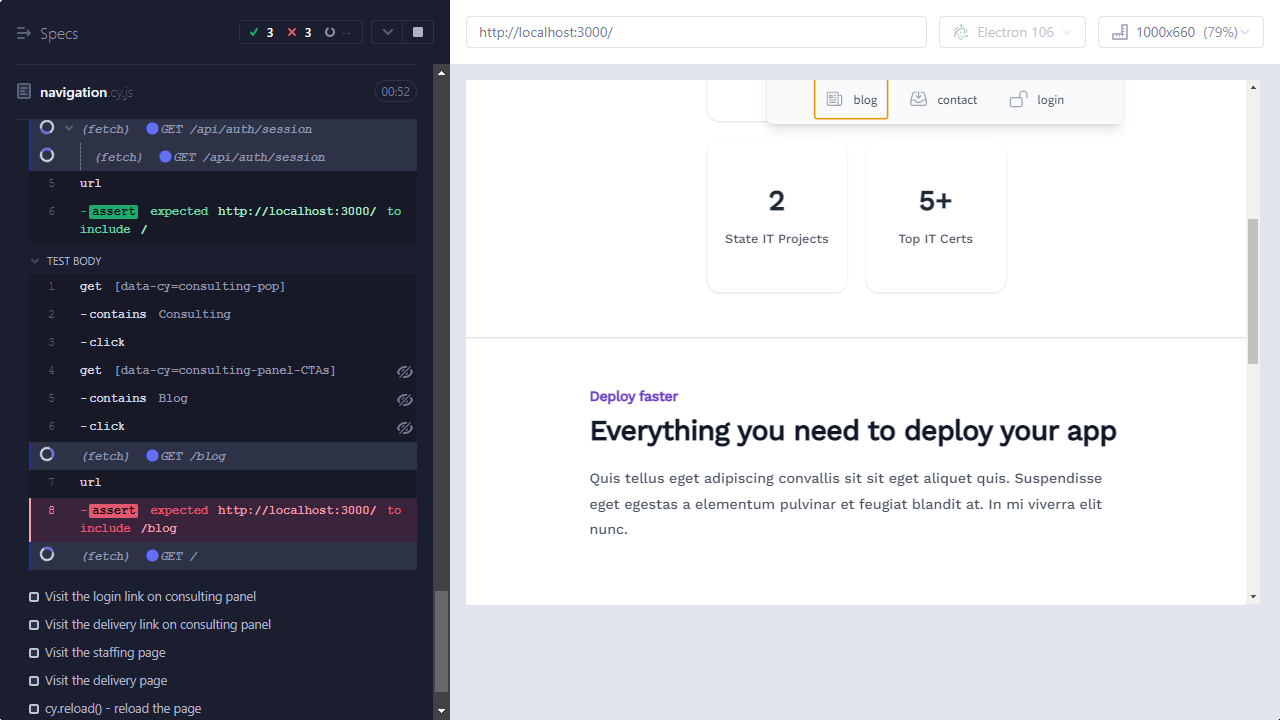 Specs
3 3 --
navigation.cy.js 00:52
(fetch) GET /api/auth/session
(fetch) GET /api/auth/session
5 url
6 -assert expected http://localhost:3000/ to
include /
TEST BODY
1 get [data-cy=consulting-pop]
2 -contains Consulting
3 -click
4 get [data-cy=consulting-panel-CTAs]
5 -contains Blog
6 -click
(fetch) GET /blog
7 url
8 -assert expected http://localhost:3000/ to
include /blog
(fetch) GET /
Visit the login link on consulting panel
Visit the delivery link on consulting panel
Visit the staffing page
Visit the delivery page
cy.reload() - reload the page
http://localhost:3000/
Electron 106
1000x660 (79%)
blog contact login
2
State IT Projects
5+
Top IT Certs
Deploy faster
Everything you need to deploy your app
Quis tellus eget adipiscing convallis sit sit eget aliquet quis. Suspendisse
eget egestas a elementum pulvinar et feugiat blandit at. In mi viverra elit
nunc.